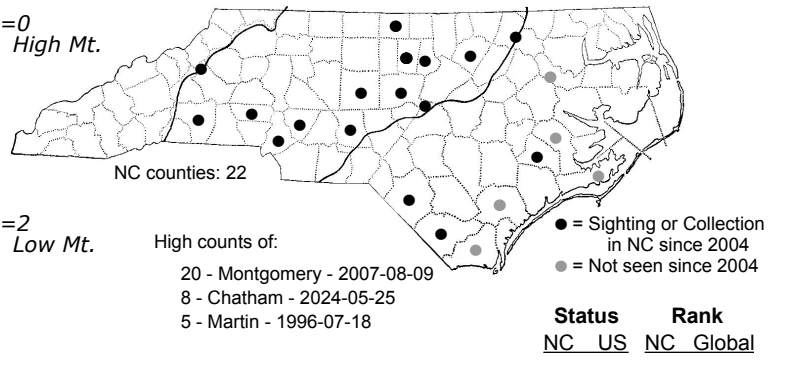 =0
High Mt.
NC counties: 22
=2
Low Mt.
High counts of:
20 - Montgomery - 2007-08-09
8 - Chatham - 2024-05-25
5 - Martin - 1996-07-18
= Sighting or Collection
in NC since 2004
= Not seen since 2004
Status Rank
NC US NC Global